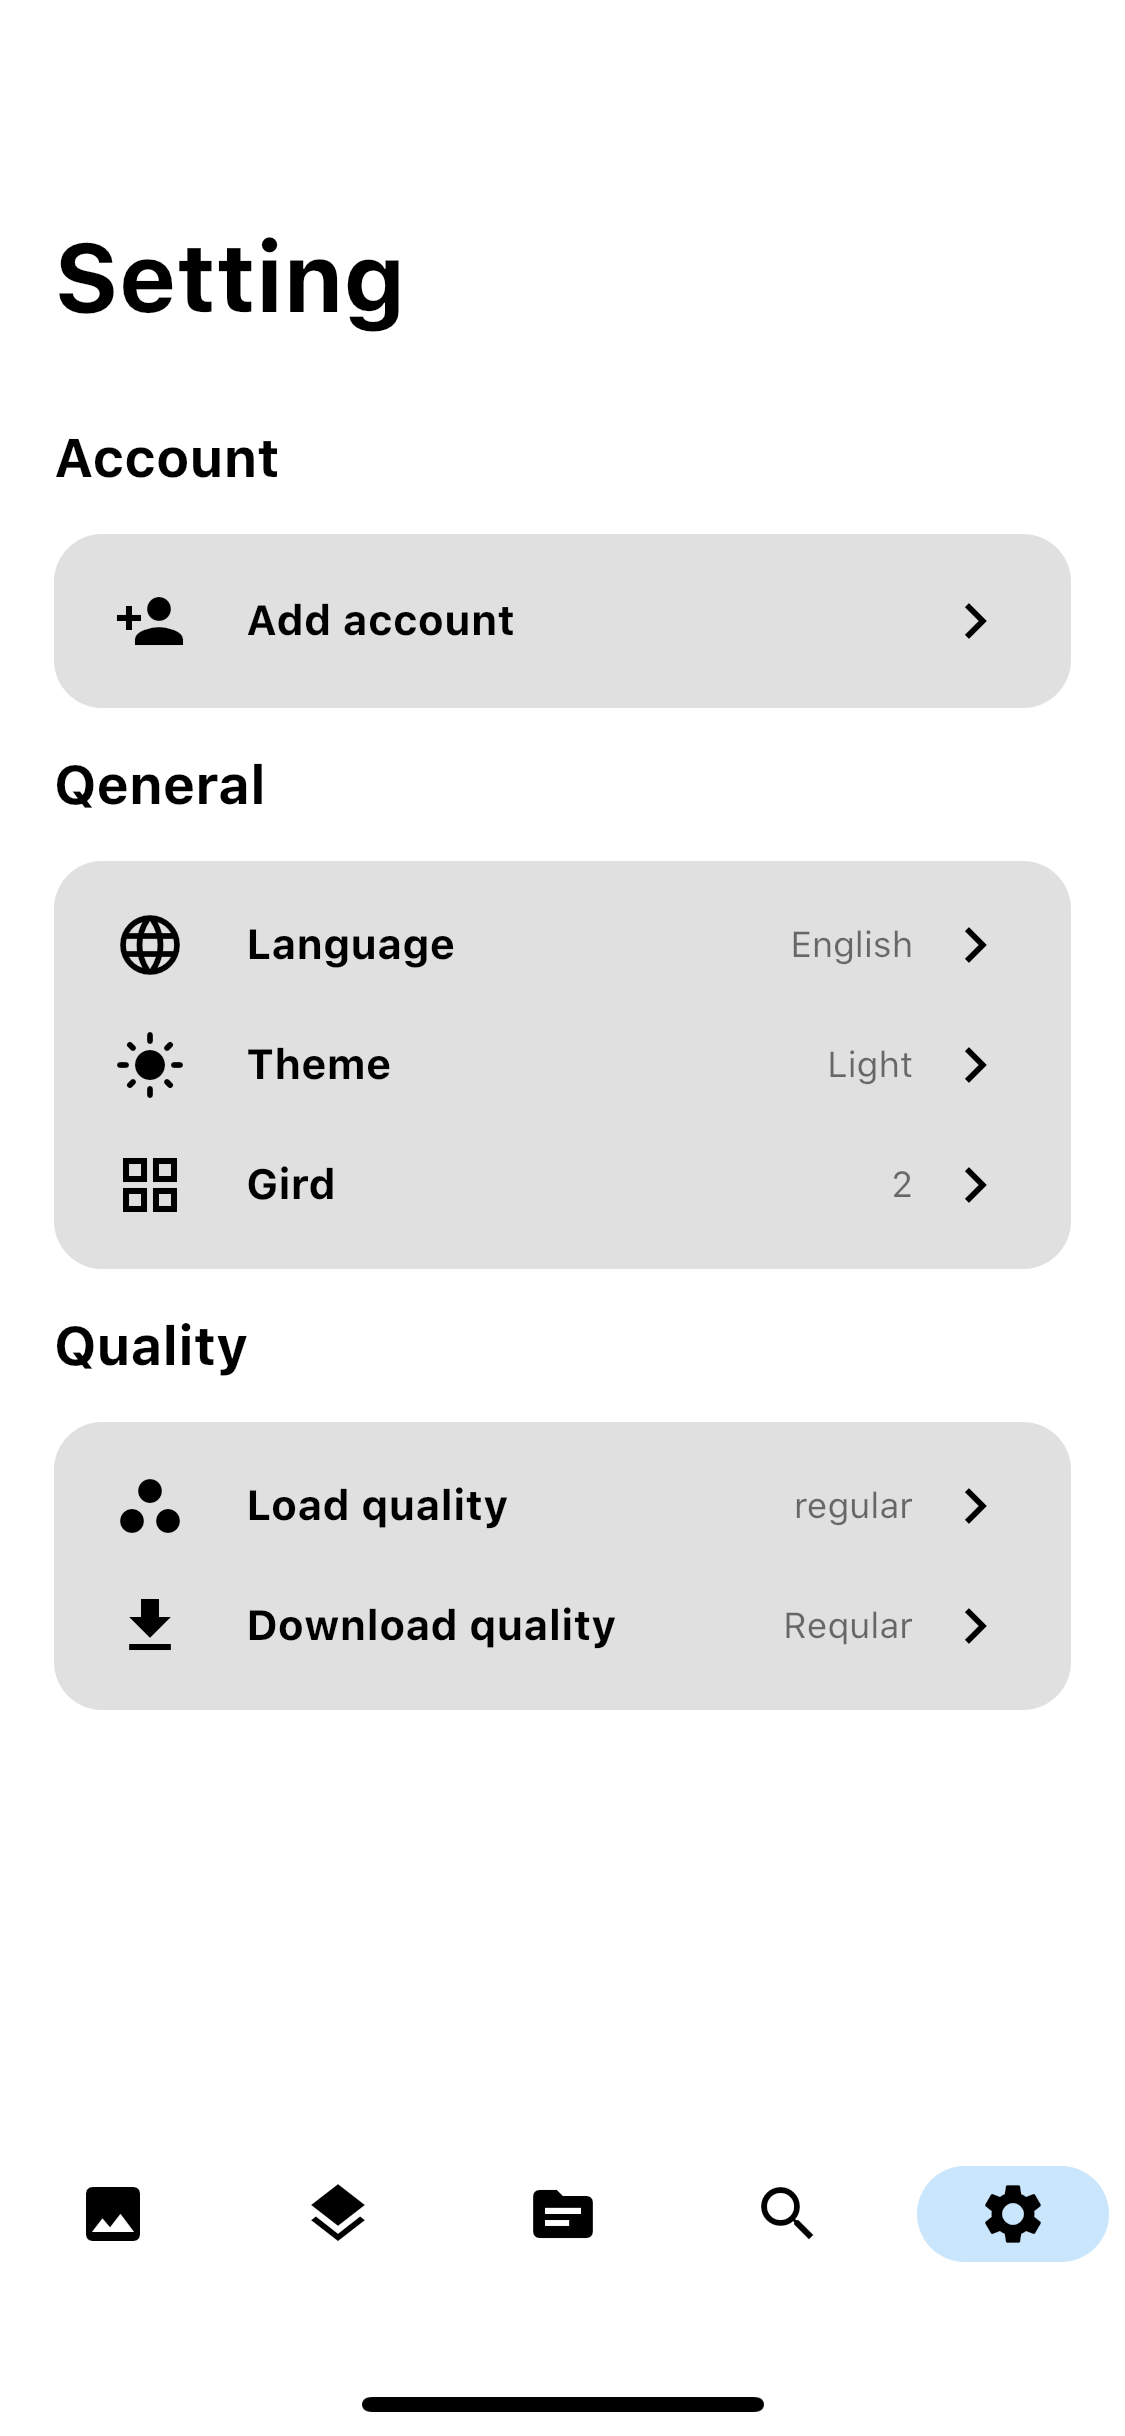 Setting
Account
Add account
Qeneral
Language English
Theme Light
Gird 2
Quality
Load quality regular
Download quality Reqular